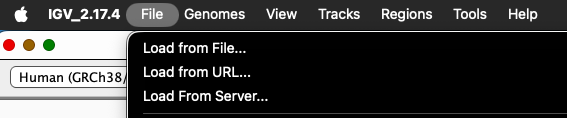 IGV_2.17.4 File Genomes View Tracks Regions Tools Help
Load from File...
Load from URL...
Human (GRCh38/
Load From Server...